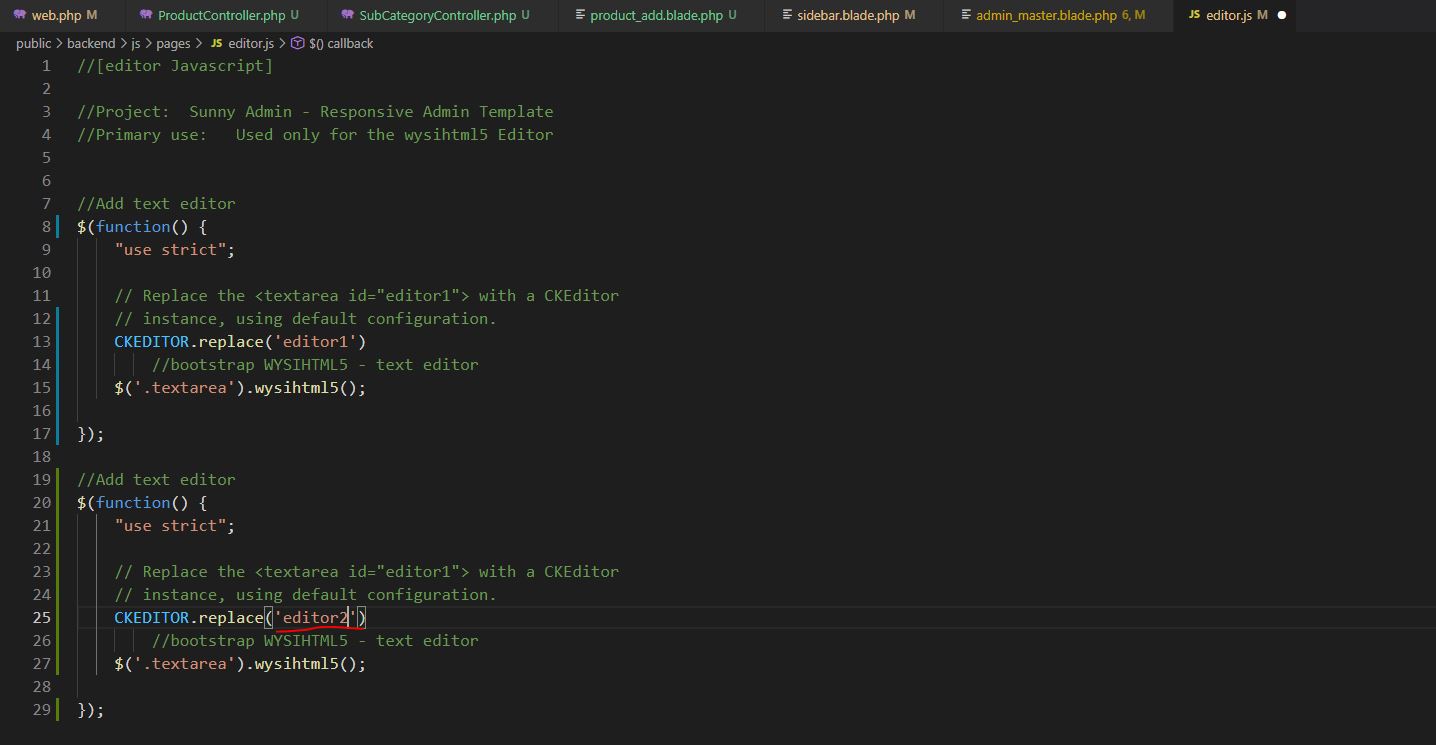 web.php M ProductController.php U SubCategoryController.php U product_add.blade.php U sidebar.blade.php M admin_master.blade.php 6, M JS editor.js M
public > backend > js > pages > JS editor.js > $() callback
1 //[editor Javascript]
2
3 //Project:  Sunny Admin - Responsive Admin Template
4 //Primary use:   Used only for the wysihtml5 Editor
5
6
7 //Add text editor
8 $(function() {
9     "use strict";
10
11     // Replace the <textarea id="editor1"> with a CKEditor
12     // instance, using default configuration.
13     CKEDITOR.replace('editor1')
14         //bootstrap WYSIHTML5 - text editor
15     $('.textarea').wysihtml5();
16
17 });
18
19 //Add text editor
20 $(function() {
21     "use strict";
22
23     // Replace the <textarea id="editor1"> with a CKEditor
24     // instance, using default configuration.
25     CKEDITOR.replace('editor2')
26         //bootstrap WYSIHTML5 - text editor
27     $('.textarea').wysihtml5();
28
29 });